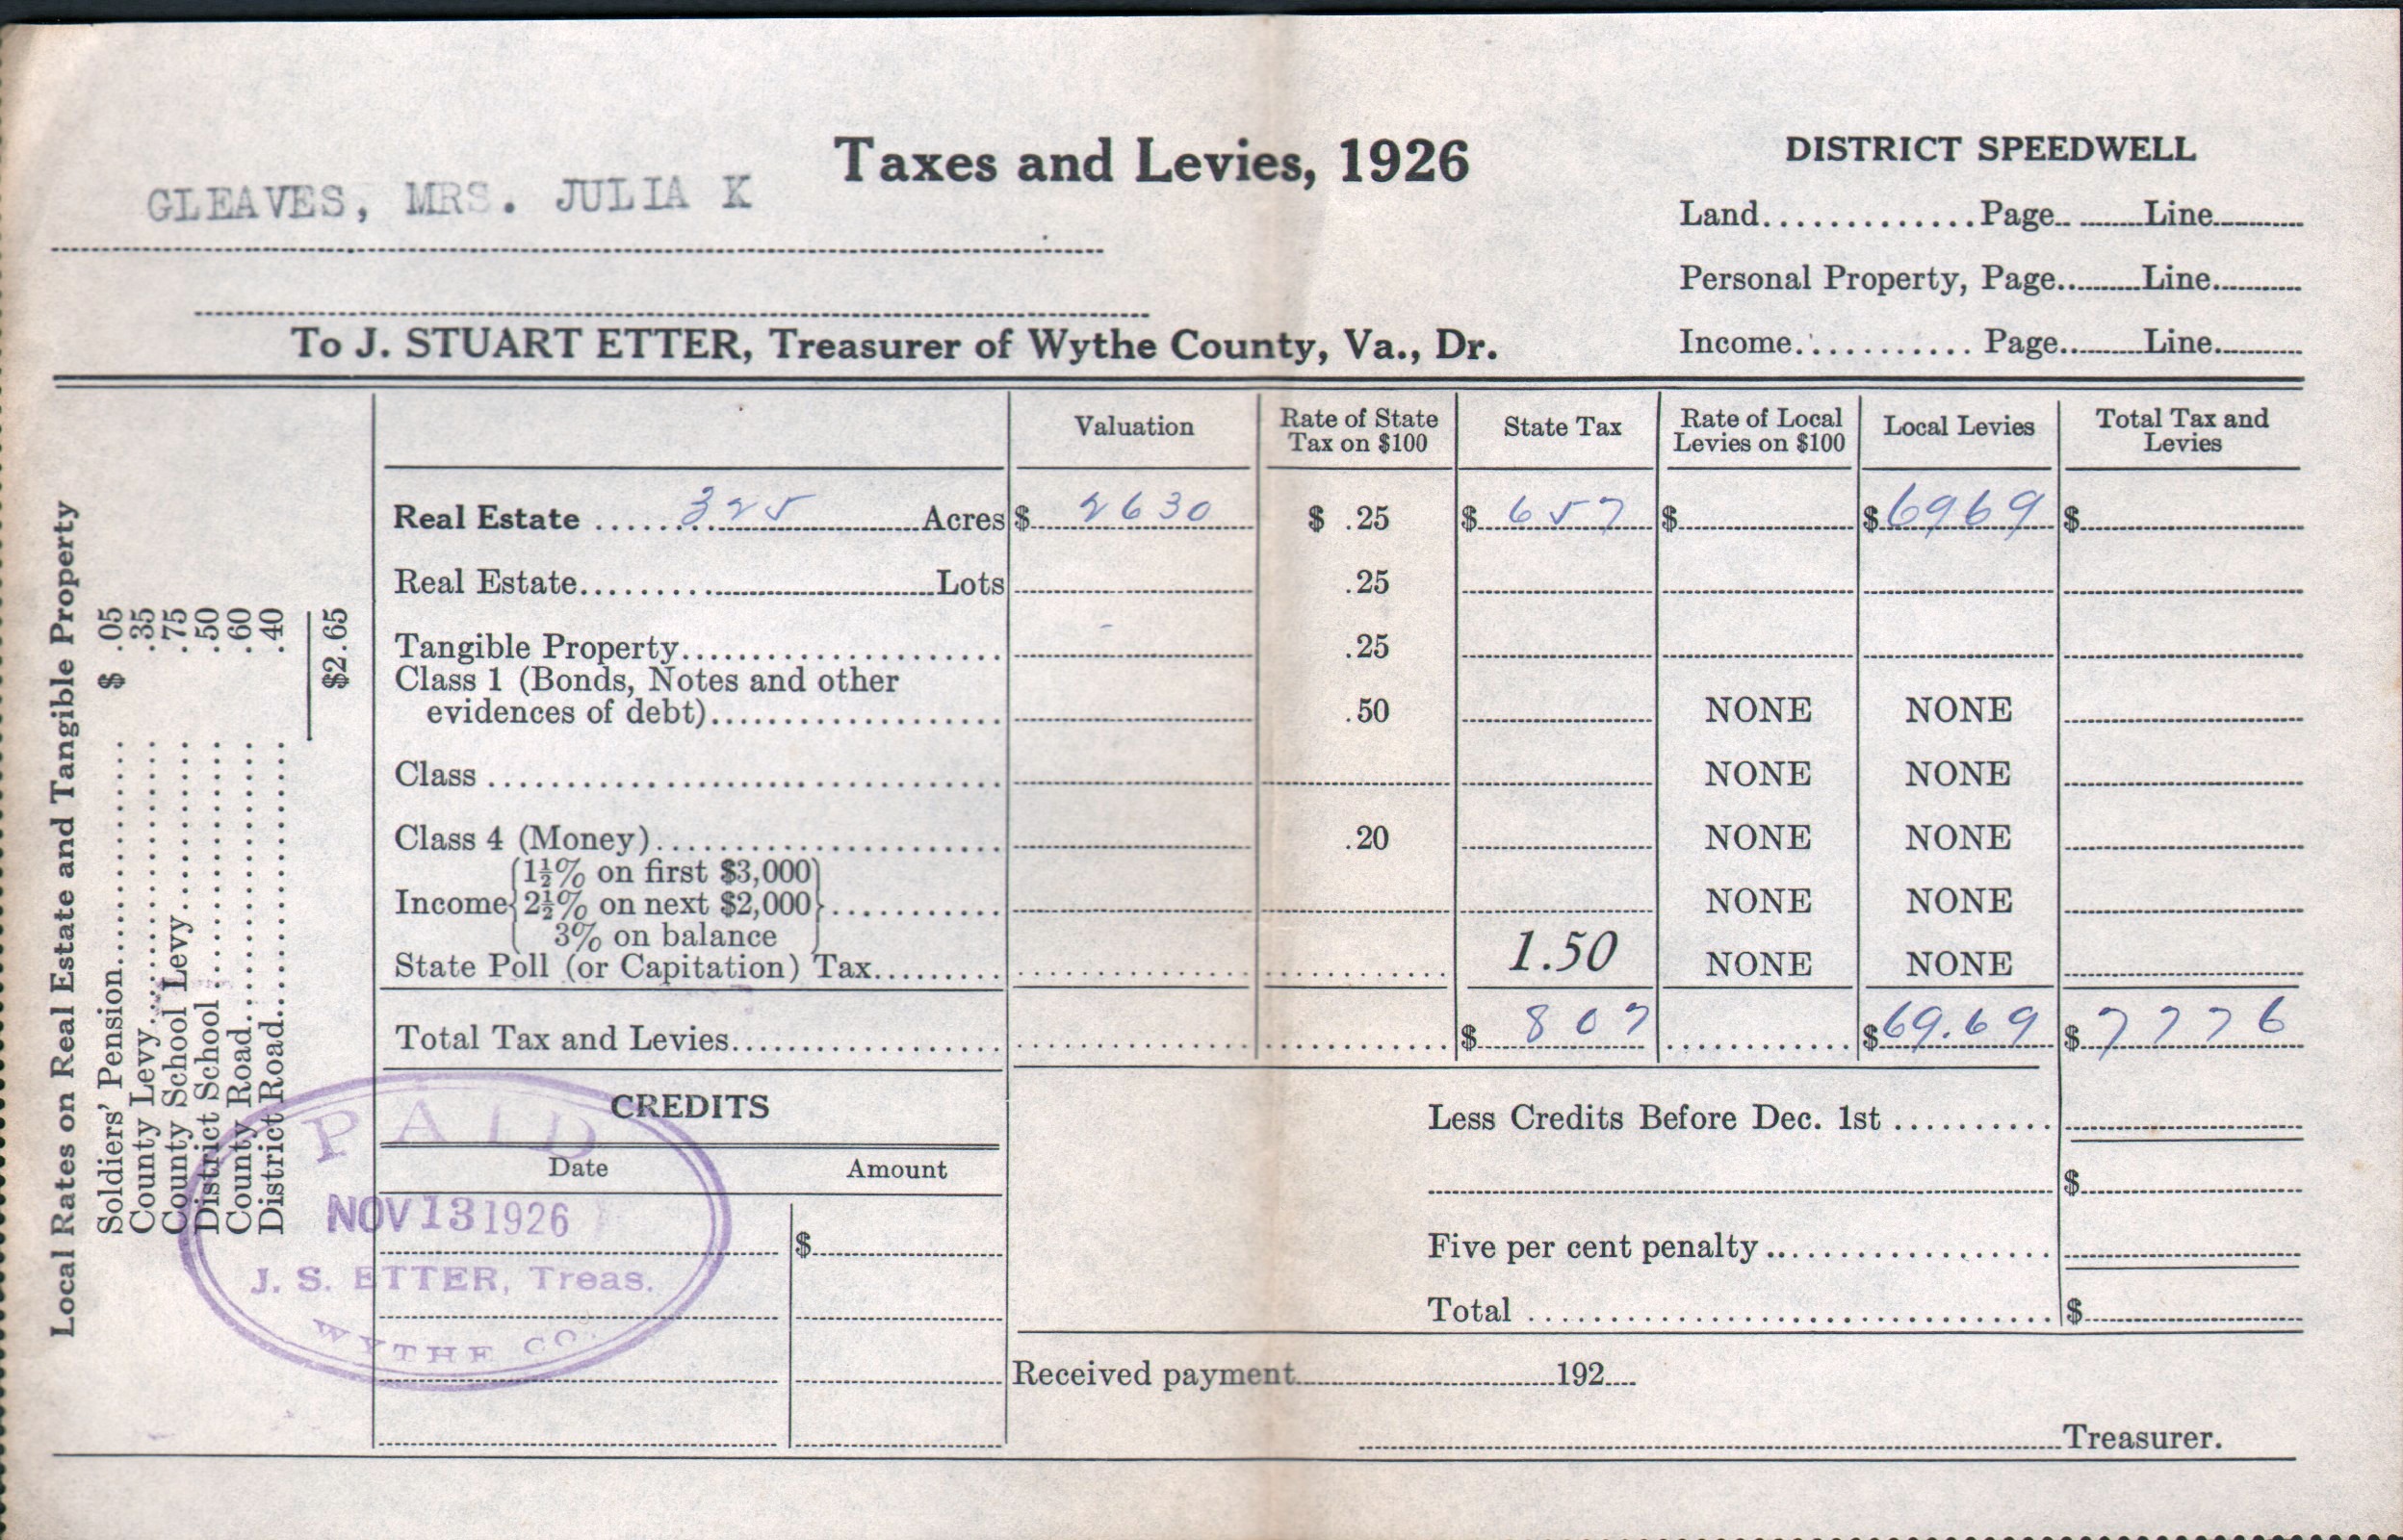 Taxes and Levies, 1926
GLEAVES, MRS. JULIA K
To J. STUART ETTER, Treasurer of Wythe County, Va., Dr.
DISTRICT SPEEDWELL
Land.............Page.. ........Line...........
Personal Property, Page..........Line...........
Income............ Page..........Line...........
Local Rates on Real Estate and Tangible Property
Soldiers' Pension.................... $ .05
County Levy..................... .35
County School Levy.............. .75
District School ................... .50
County Road.................... .60
District Road.................... .40
$2.65
Valuation Rate of State Tax on $100 State Tax Rate of Local Levies on $100 Local Levies Total Tax and Levies
Real Estate ...... 325 ......Acres $ 2630 $ .25 $ 657 $ $6969 $
Real Estate..................Lots .25
Tangible Property.................... .25
Class 1 (Bonds, Notes and other
evidences of debt).................. .50 NONE NONE
Class ................................ NONE NONE
Class 4 (Money)...................... .20 NONE NONE
Income {1½% on first $3,000
2½% on next $2,000}........... NONE NONE
3% on balance
State Poll (or Capitation) Tax........ 1.50 NONE NONE
Total Tax and Levies................. $ 807 $69.69 $7776
CREDITS
Date Amount
$
Less Credits Before Dec. 1st ..........
$
Five per cent penalty ..................
Total .................................$
Received payment..............................192....
Treasurer.
PAID
NOV 13 1926
J. S. ETTER, Treas.
WYTHE CO.